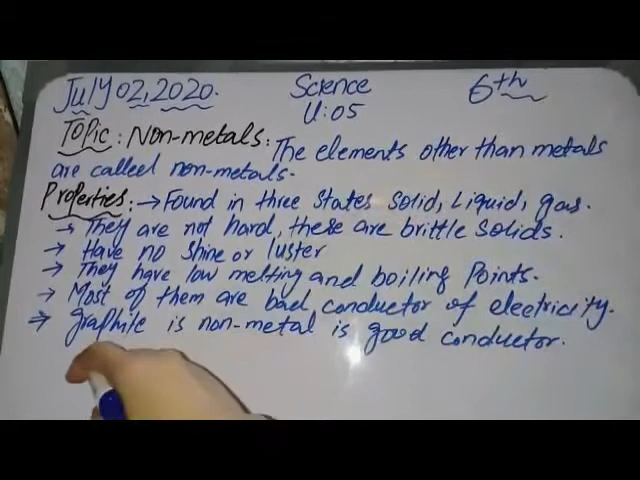 July 02, 2020. Science 6th
U:05
Topic: Non-metals: The elements other than metals
are called non-metals.
Properties: → Found in three states solid, Liquid, gas.
→ They are not hard, these are brittle solids.
→ Have no shine or luster
→ They have low melting and boiling Points.
→ Most of them are bad conductor of electricity.
⇒ graphite is non-metal is good conductor.